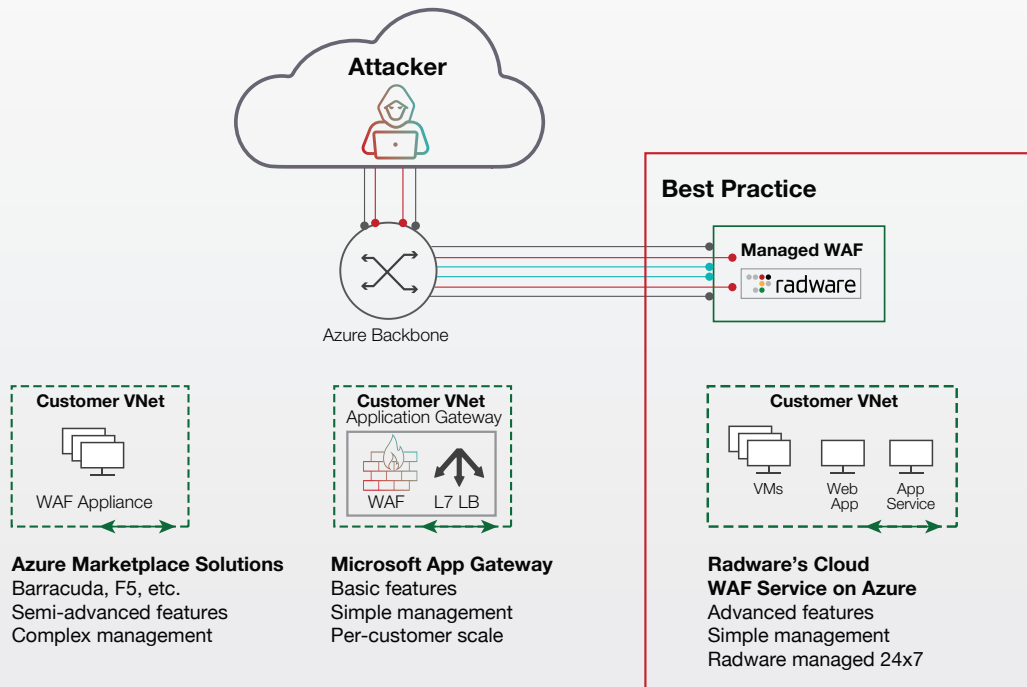 Attacker
Best Practice
Managed WAF
radware
Azure Backbone
Customer VNet
WAF Appliance
Azure Marketplace Solutions
Barracuda, F5, etc.
Semi-advanced features
Complex management
Customer VNet
Application Gateway
WAF
L7 LB
Microsoft App Gateway
Basic features
Simple management
Per-customer scale
Customer VNet
VMs
Web
App
App
Service
Radware’s Cloud
WAF Service on Azure
Advanced features
Simple management
Radware managed 24x7